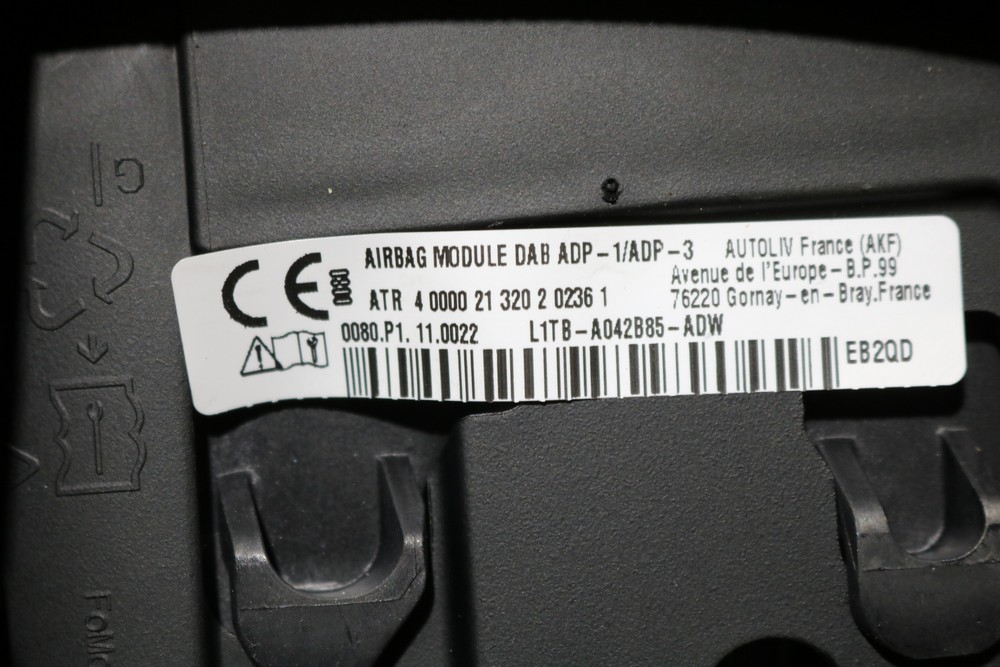 AIRBAG MODULE DAB ADP-1/ADP-3
AUTOLIV France (AKF)
Avenue de l'Europe-B.P.99
76220 Gornay-en-Bray.France
CE
ATR 4 0000 21 320 2 0236 1
0080.P1. 11.0022
L1TB-A042B85-ADW
EB2QD
G